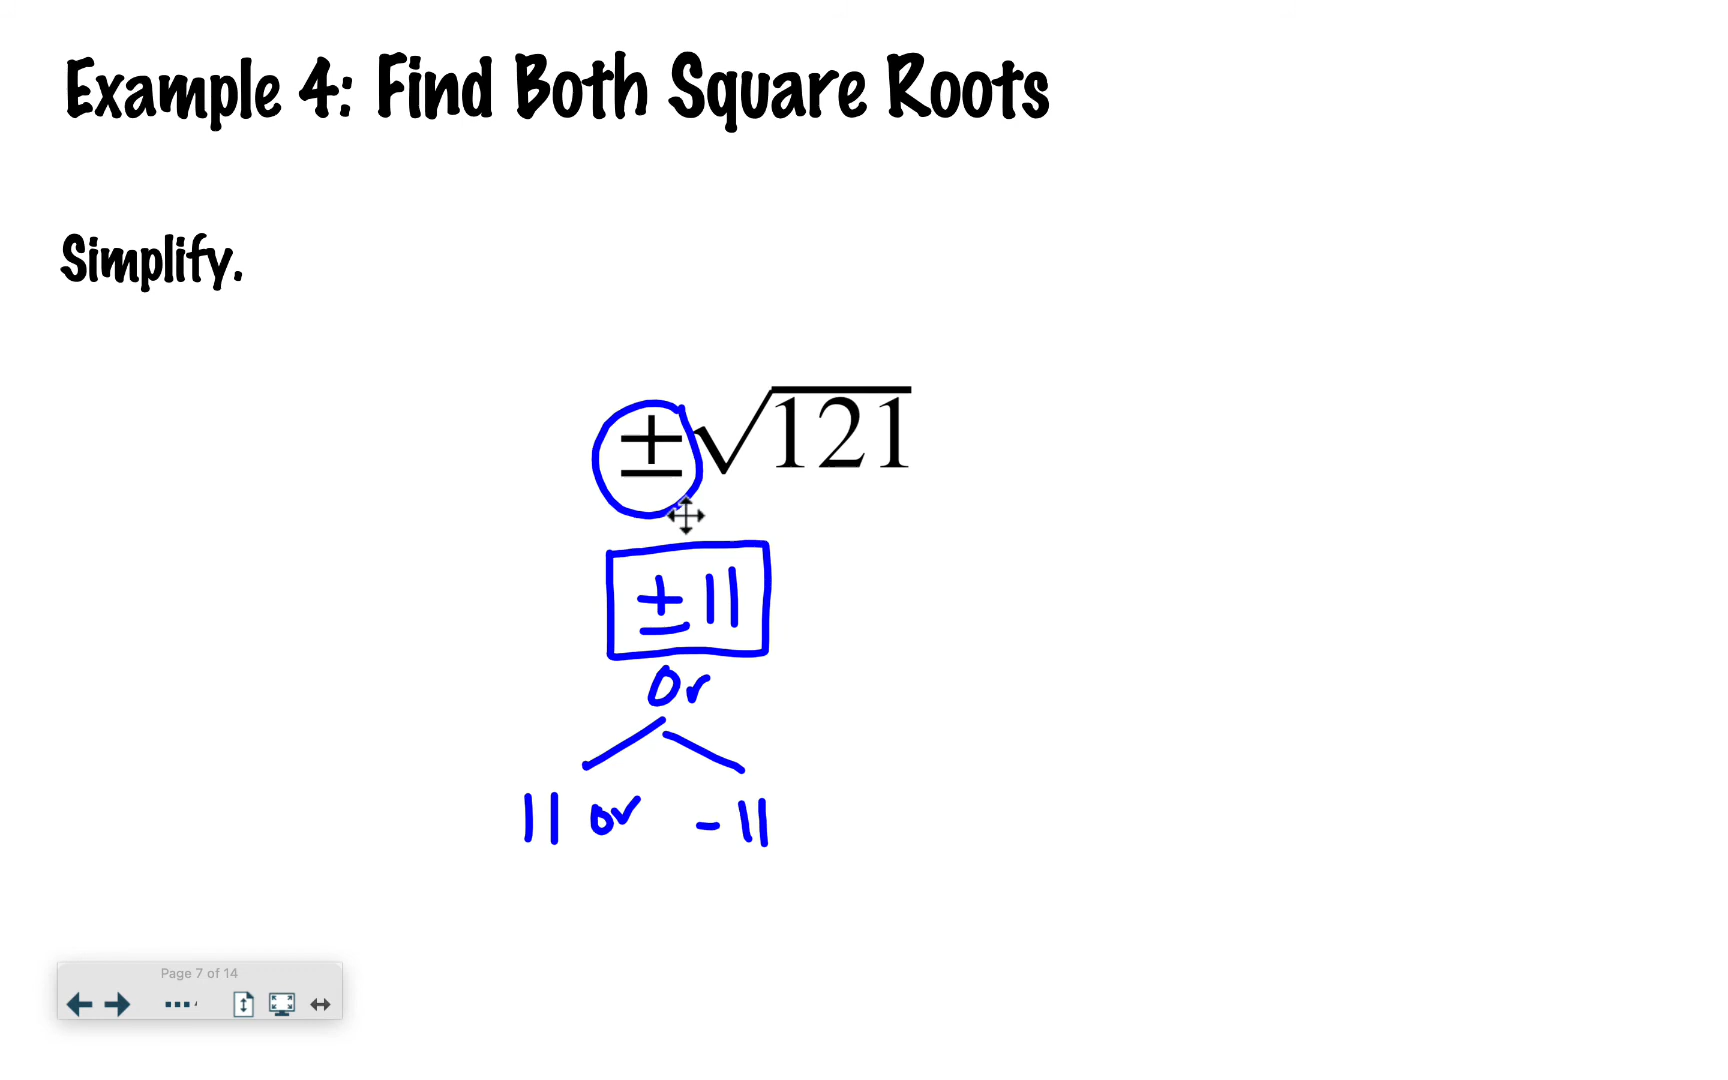 Example 4: Find Both Square Roots
Simplify.
±√121
±11
or
11 or -11
Page 7 of 14